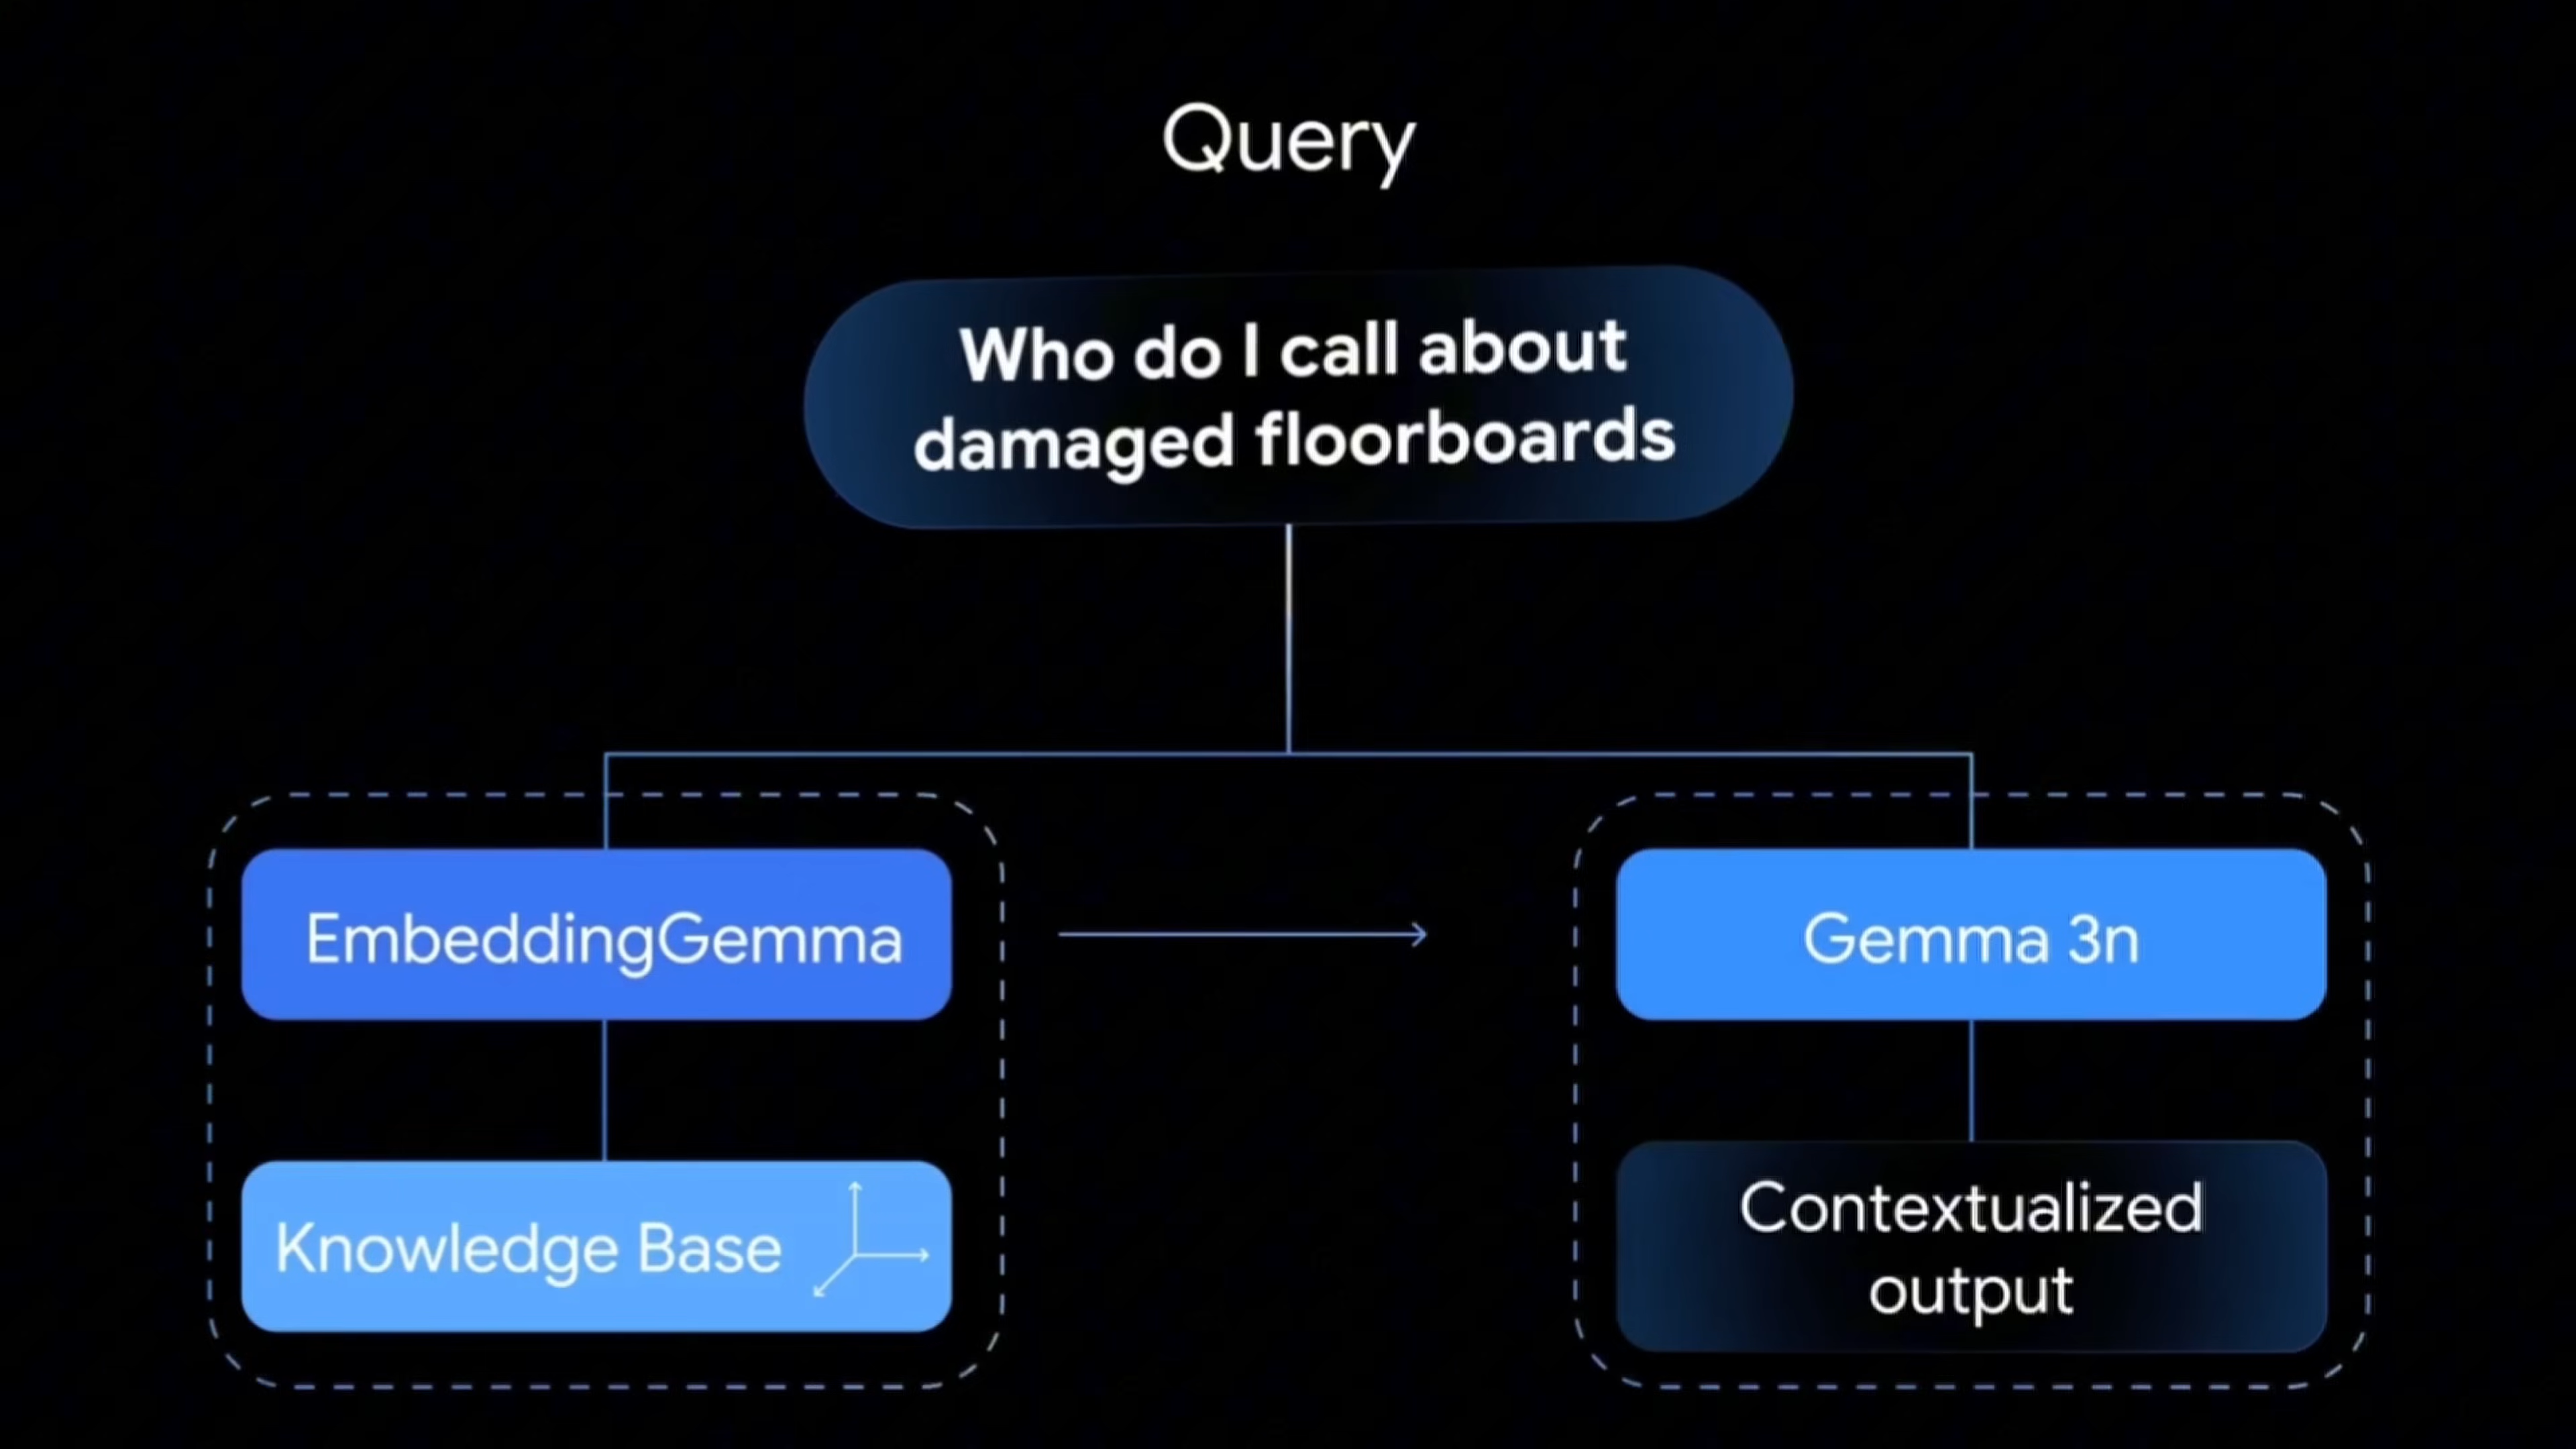 Query
Who do I call about
damaged floorboards
EmbeddingGemma
Gemma 3n
Knowledge Base
Contextualized
output